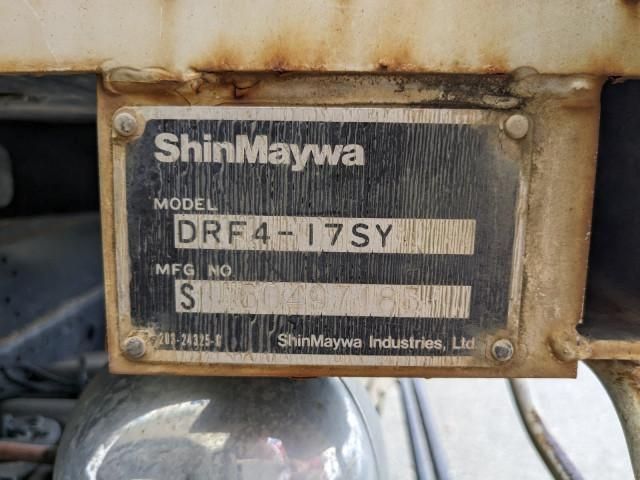 ShinMaywa
MODEL
DRF4-17SY
MFG NO
S
ShinMaywa Industries, Ltd